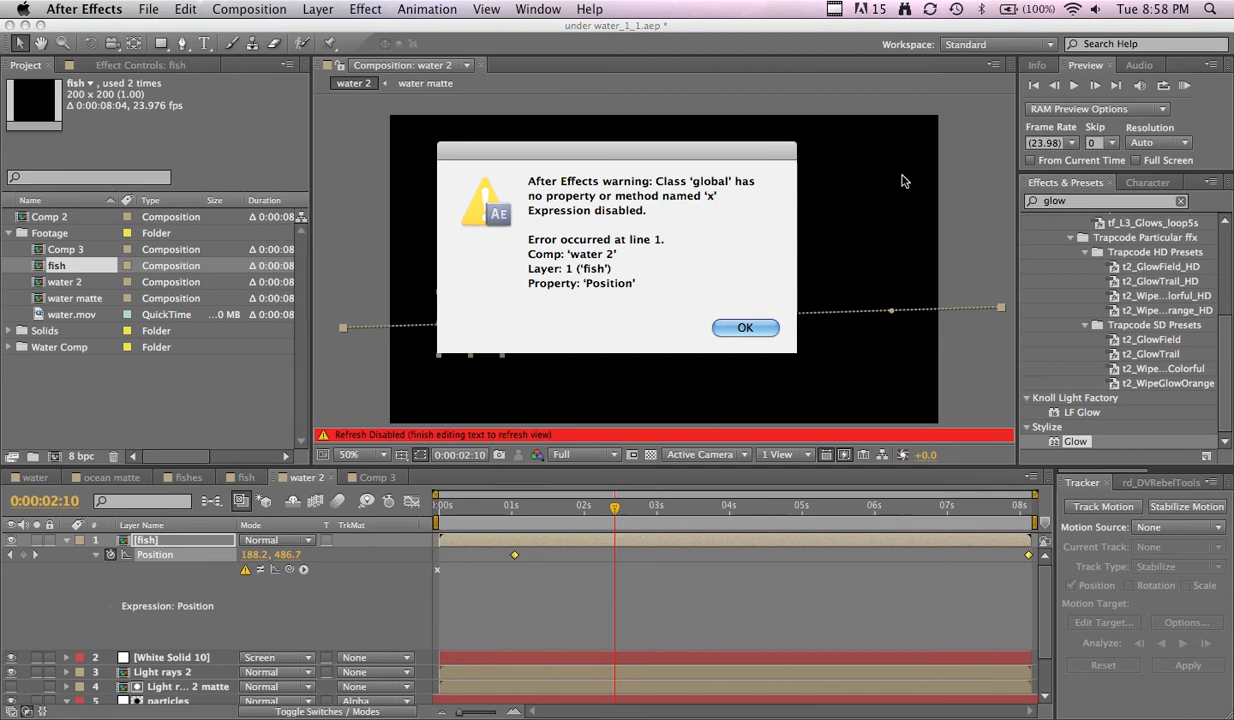 After Effects File Edit Composition Layer Effect Animation View Window Help 15 (100%) Tue 8:58 PM
under water_1_1.aep *
Workspace: Standard Search Help
Project Effect Controls: fish Composition: water 2 Info Preview Audio
fish , used 2 times
200 x 200 (1.00)
Δ 0:00:08:04, 23.976 fps
water 2 water matte
RAM Preview Options
Frame Rate Skip Resolution
(23.98) 0 Auto
From Current Time Full Screen
Effects & Presets Character
glow
Name Type Size Duration
Comp 2 Composition 0:00:08
Footage Folder
Comp 3 Composition 0:00:08
fish Composition 0:00:08
water 2 Composition 0:00:08
water matte Composition 0:00:08
water.mov QuickTime ...0 MB 0:00:08
Solids Folder
Water Comp Folder
8 bpc
After Effects warning: Class 'global' has
no property or method named 'x'
Expression disabled.
Error occurred at line 1.
Comp: 'water 2'
Layer: 1 ('fish')
Property: 'Position'
OK
AE
Refresh Disabled (finish editing text to refresh view)
50% 0:00:02:10 Full Active Camera 1 View +0.0
tf_L3_Glows_loop5s
Trapcode Particular ffx
Trapcode HD Presets
t2_GlowField_HD
t2_GlowTrail_HD
t2_Wipe...lorful_HD
t2_Wipe...range_HD
Trapcode SD Presets
t2_GlowField
t2_GlowTrail
t2_Wipe...Colorful
t2_WipeGlowOrange
Knoll Light Factory
LF Glow
Stylize
Glow
water ocean matte fishes fish water 2 Comp 3
0:00:02:10
:00s 01s 02s 03s 04s 05s 06s 07s 08s
# Layer Name Mode T TrkMat
1 [fish] Normal
Position 188.2, 486.7
x
Expression: Position
2 [White Solid 10] Screen None
3 Light rays 2 Normal None
4 Light r... 2 matte Normal None
5 particles Normal Alpha
Toggle Switches / Modes
Tracker rd_DVRebelTools
Track Motion Stabilize Motion
Motion Source: None
Current Track: None
Track Type: Stabilize
Position Rotation Scale
Motion Target:
Edit Target... Options...
Analyze:
Reset Apply